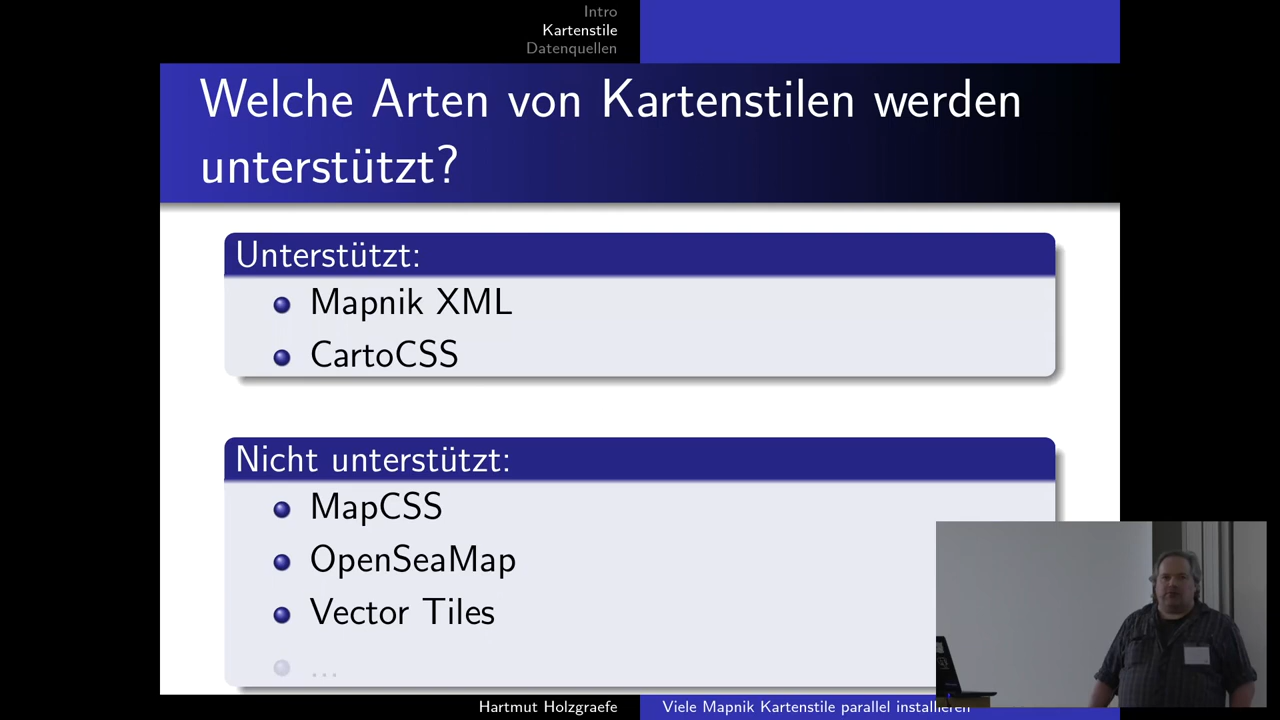 Intro
Kartenstile
Datenquellen
Welche Arten von Kartenstilen werden
unterstützt?
Unterstützt:
Mapnik XML
CartoCSS
Nicht unterstützt:
MapCSS
OpenSeaMap
Vector Tiles
...
Hartmut Holzgraefe
Viele Mapnik Kartenstile parallel installieren